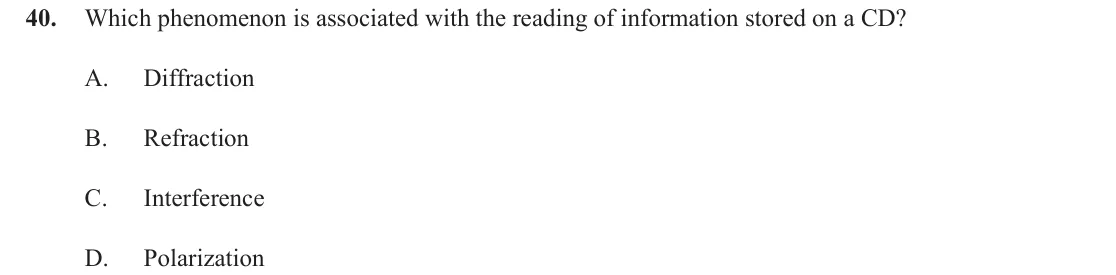 40. Which phenomenon is associated with the reading of information stored on a CD?
A. Diffraction
B. Refraction
C. Interference
D. Polarization